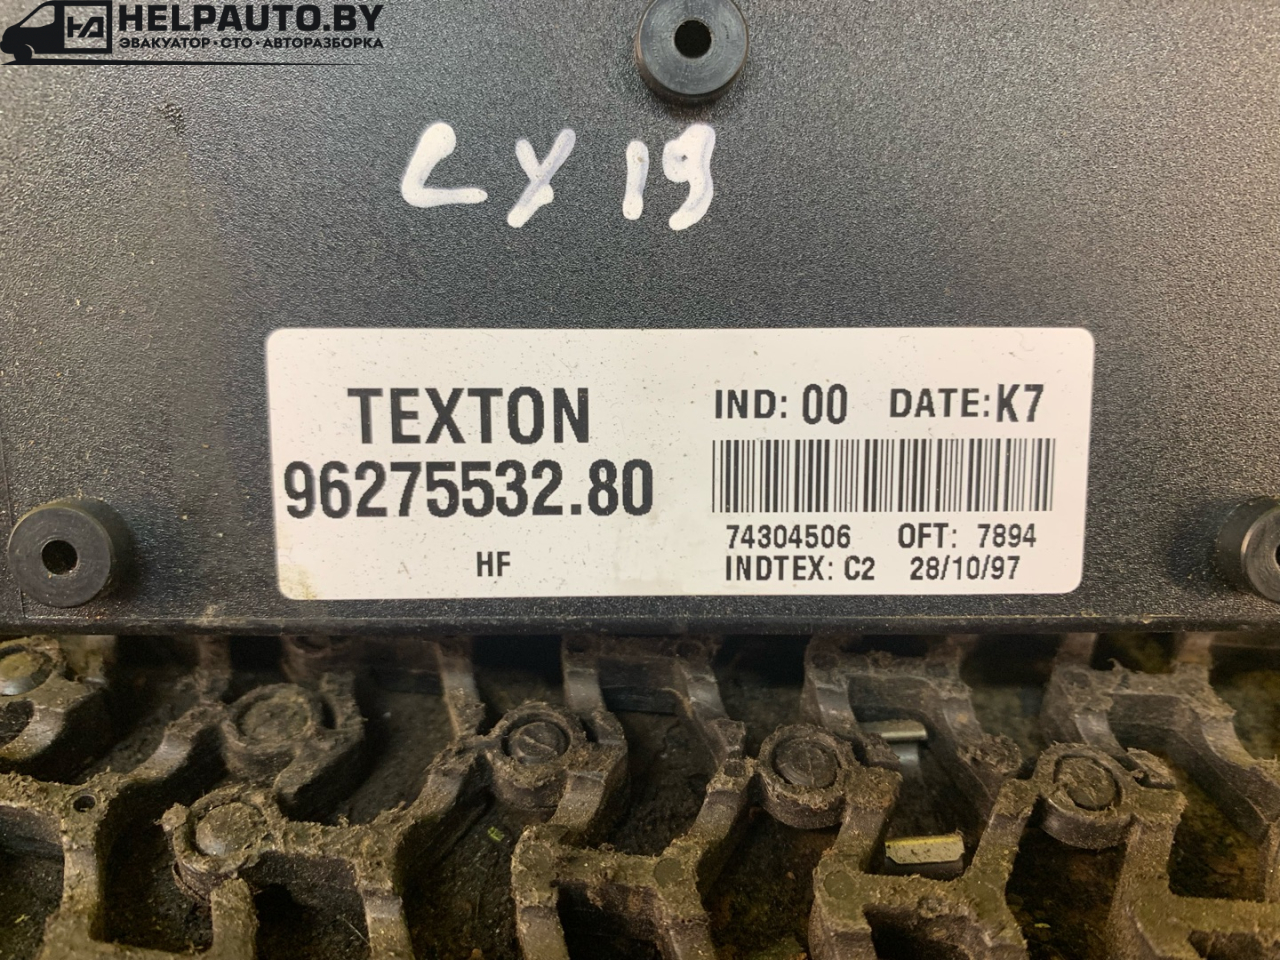 HELPAUTO.BY
ЭВАКУАТОР·СТО·АВТОРАЗБОРКА
CY 19
TEXTON
96275532.80
HF
IND: 00 DATE:K7
74304506 OFT: 7894
INDTEX: C2 28/10/97